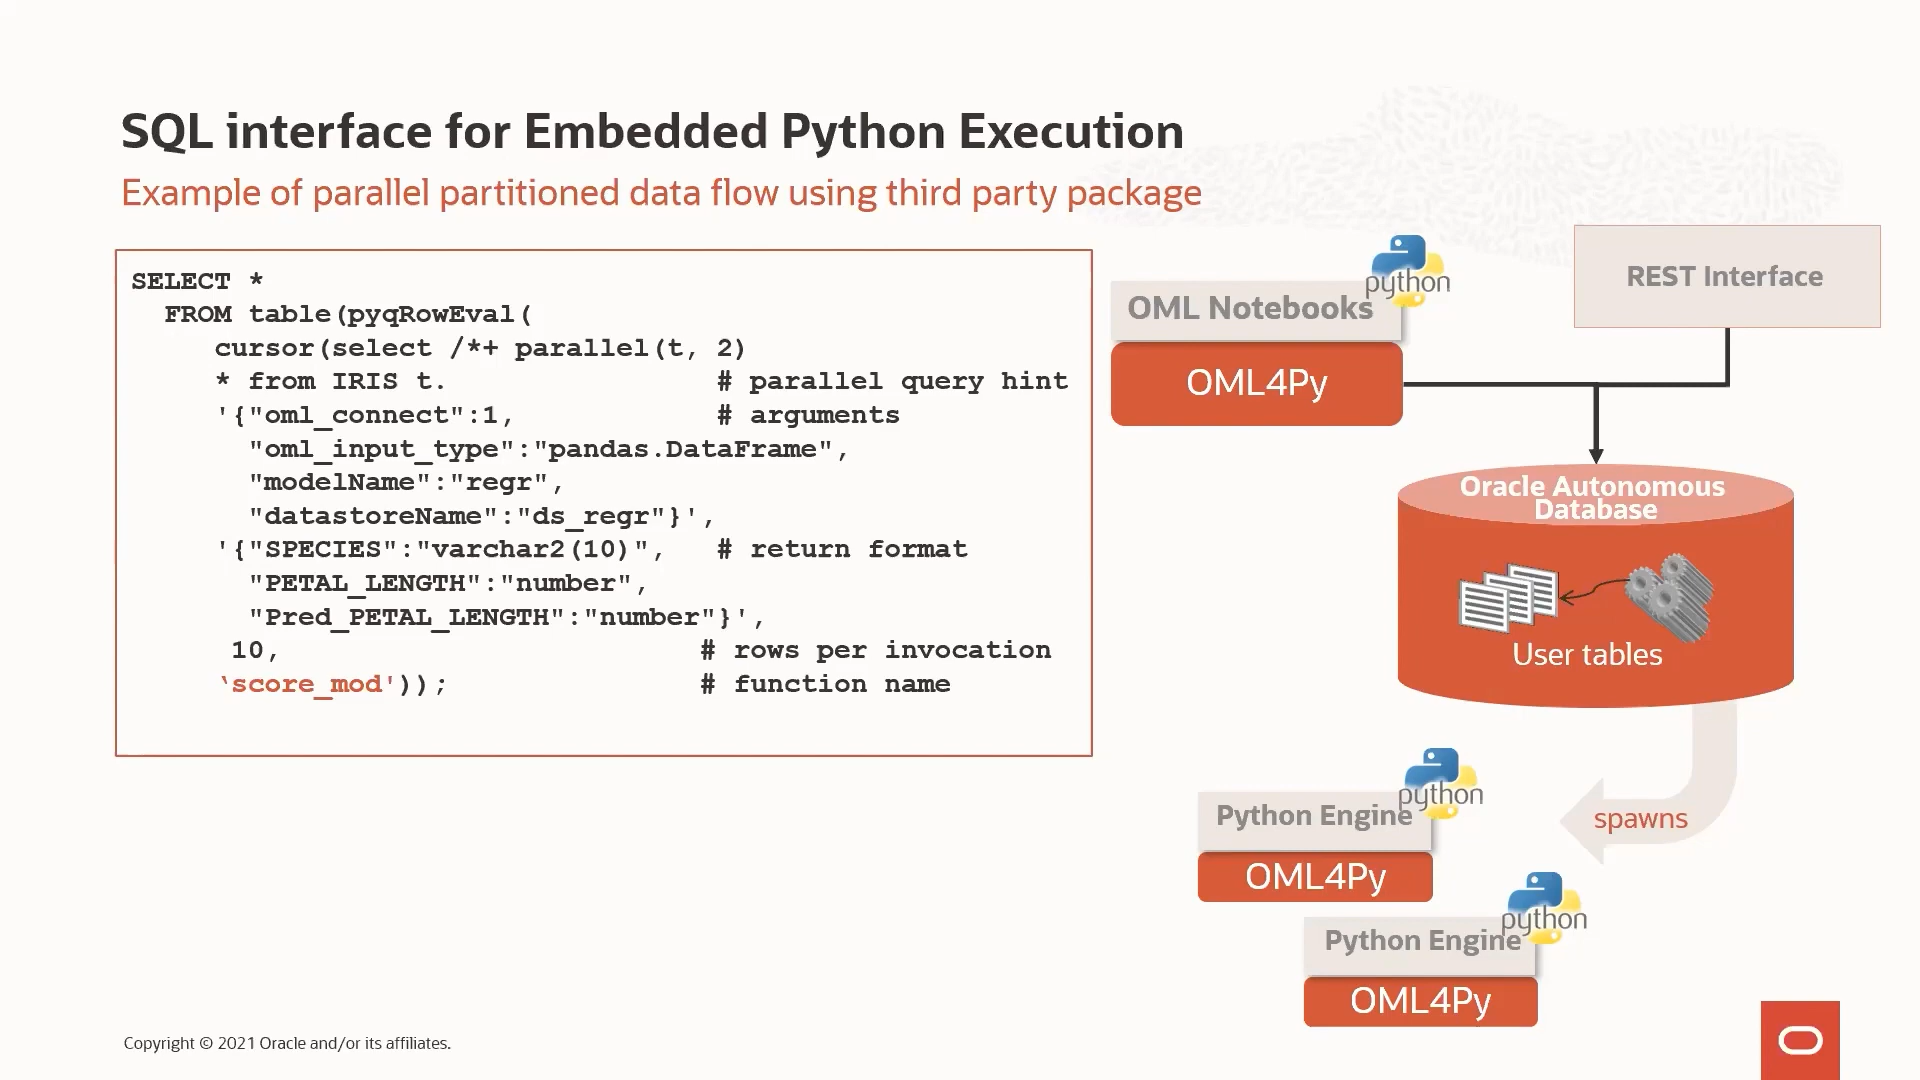 SQL interface for Embedded Python Execution
Example of parallel partitioned data flow using third party package
SELECT *
FROM table(pyqRowEval(
cursor(select /*+ parallel(t, 2)
* from IRIS t. # parallel query hint
'{"oml_connect":1, # arguments
"oml_input_type":"pandas.DataFrame",
"modelName":"regr",
"datastoreName":"ds_regr"}',
'{"SPECIES":"varchar2(10)", # return format
"PETAL_LENGTH":"number",
"Pred_PETAL_LENGTH":"number"}',
10, # rows per invocation
‘score_mod')); # function name
python
OML Notebooks
OML4Py
REST Interface
Oracle Autonomous
Database
User tables
spawns
python
Python Engine
OML4Py
python
Python Engine
OML4Py
Copyright © 2021 Oracle and/or its affiliates.